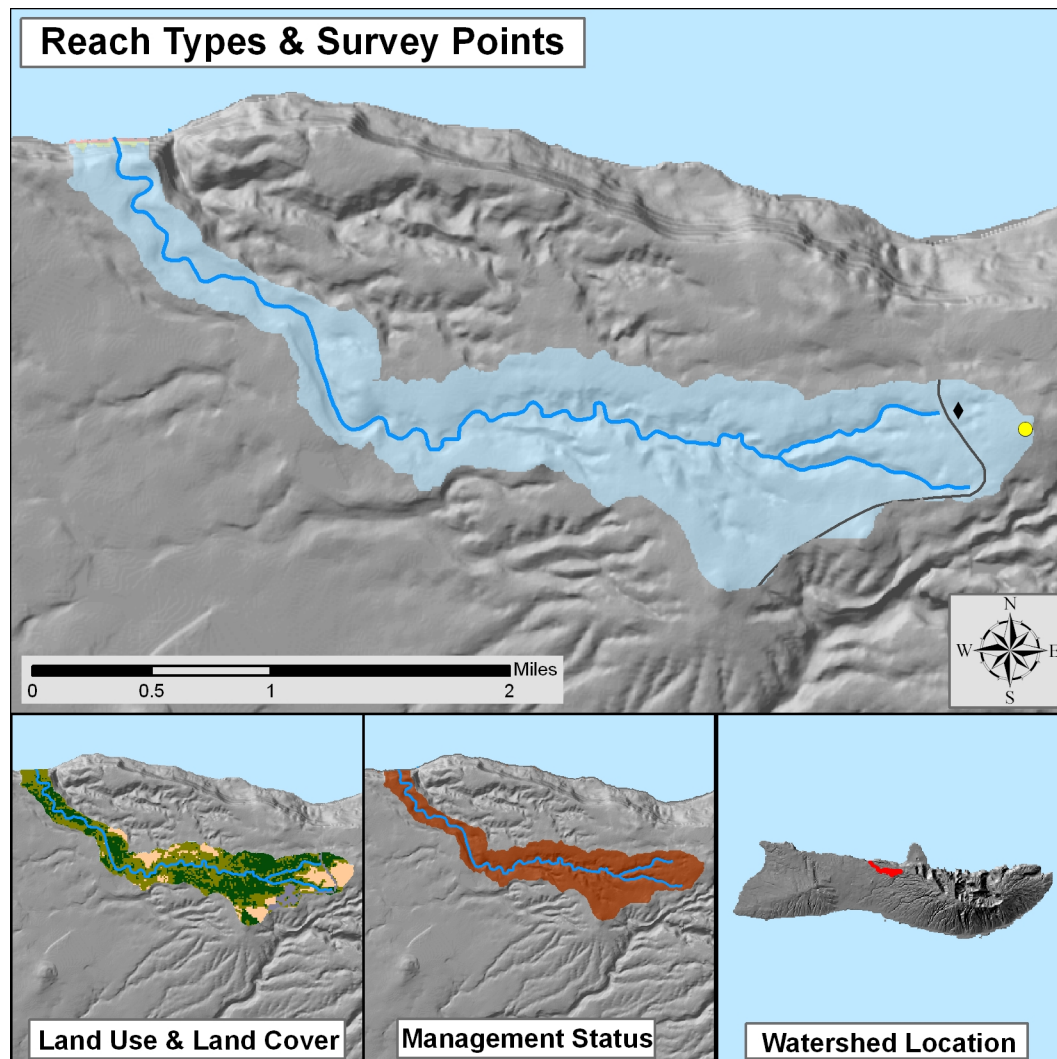 Reach Types & Survey Points
N
W E
S
Miles
0 0.5 1 2
Land Use & Land Cover
Management Status
Watershed Location